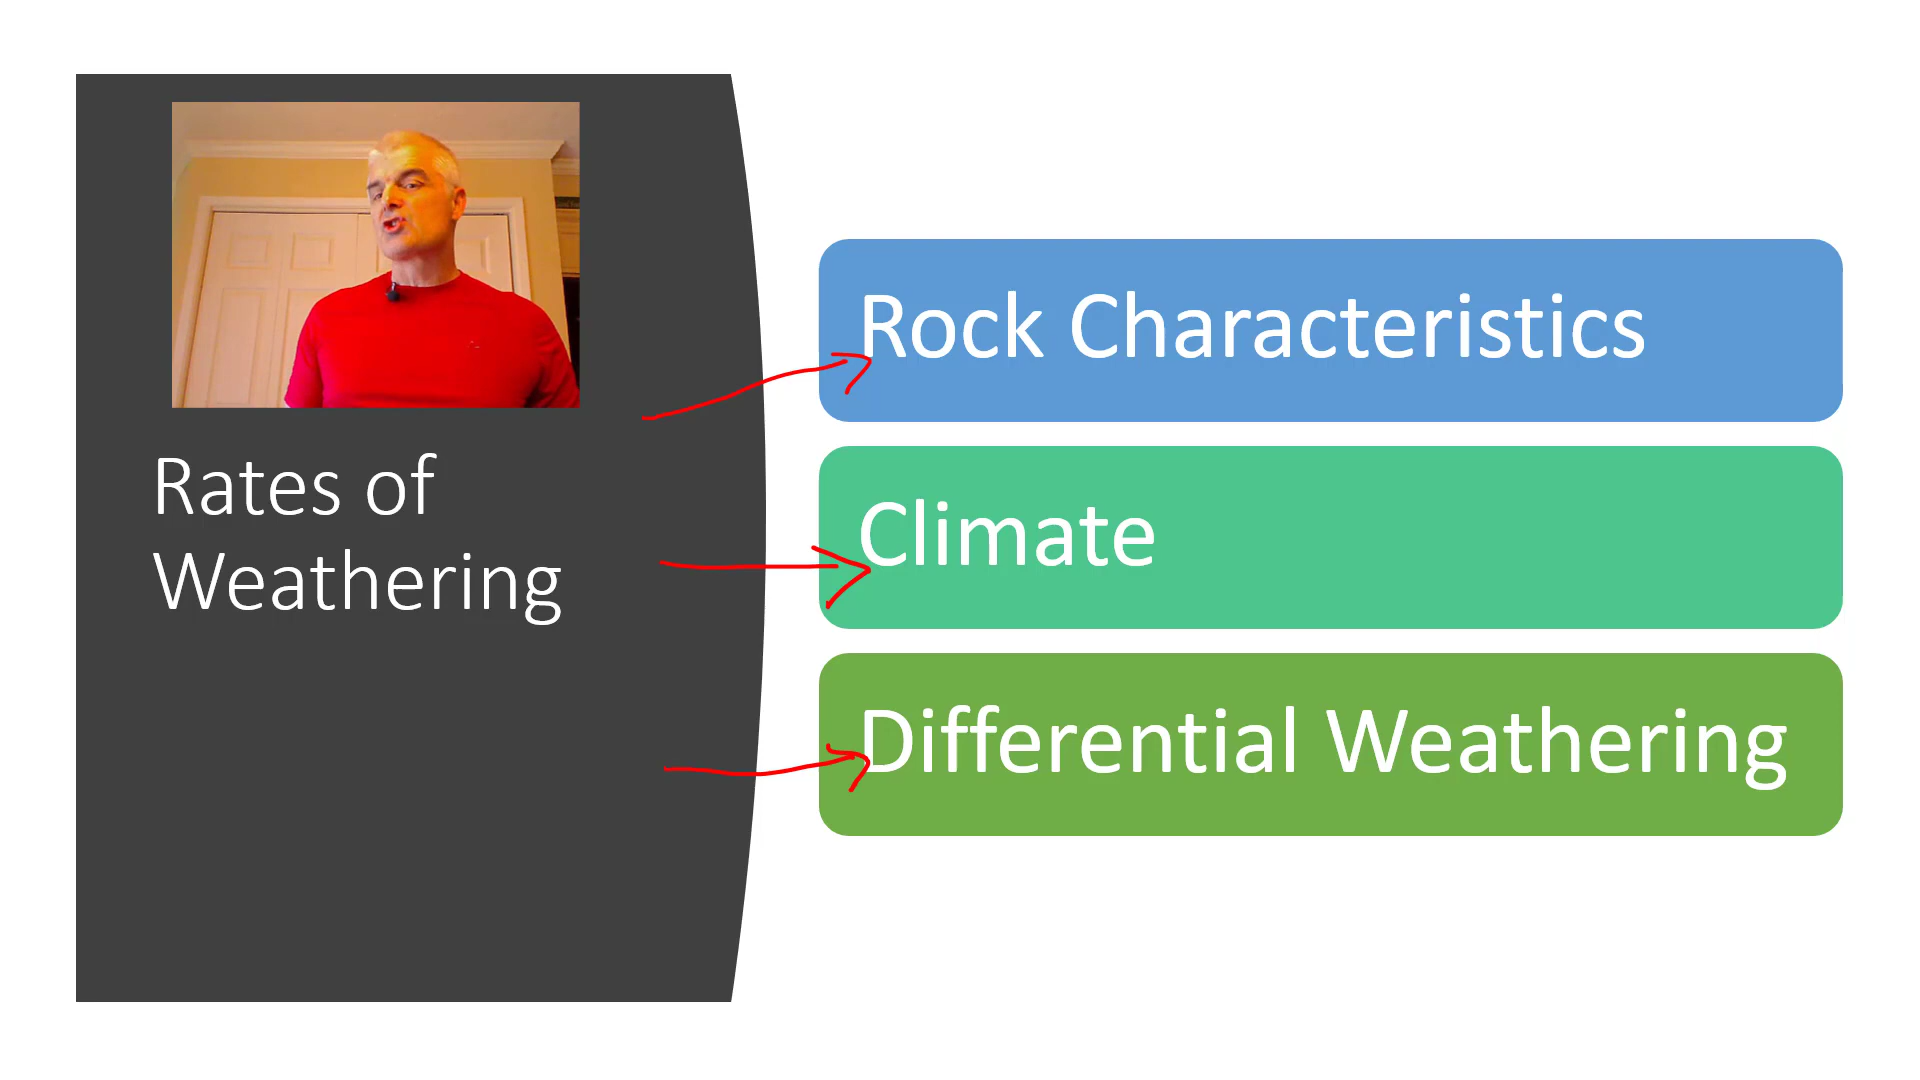 Rates of
Weathering
Rock Characteristics
Climate
Differential Weathering